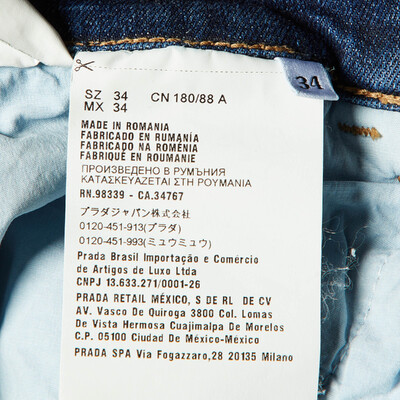 SZ 34 CN 180/88 A
MX 34
34
MADE IN ROMANIA
FABRICADO EN RUMANÍA
FABRICADO NA ROMÉNIA
FABRIQUÉ EN ROUMANIE
ПРОИЗВЕДЕНО В РУМЪНИЯ
ΚΑΤΑΣΚΕΥΑΖΕΤΑΙ ΣΤΗ ΡΟΥΜΑΝΙΑ
RN.98339 - CA.34767
プラダジャパン株式会社
0120-451-913(プラダ)
0120-451-993(ミュウミュウ)
Prada Brasil Importação e Comércio
de Artigos de Luxo Ltda
CNPJ 13.633.271/0001-26
PRADA RETAIL MÉXICO, S DE RL DE CV
AV. Vasco De Quiroga 3800 Col. Lomas
De Vista Hermosa Cuajimalpa De Morelos
C.P. 05100 Ciudad De México-México
PRADA SPA Via Fogazzaro,28 20135 Milano